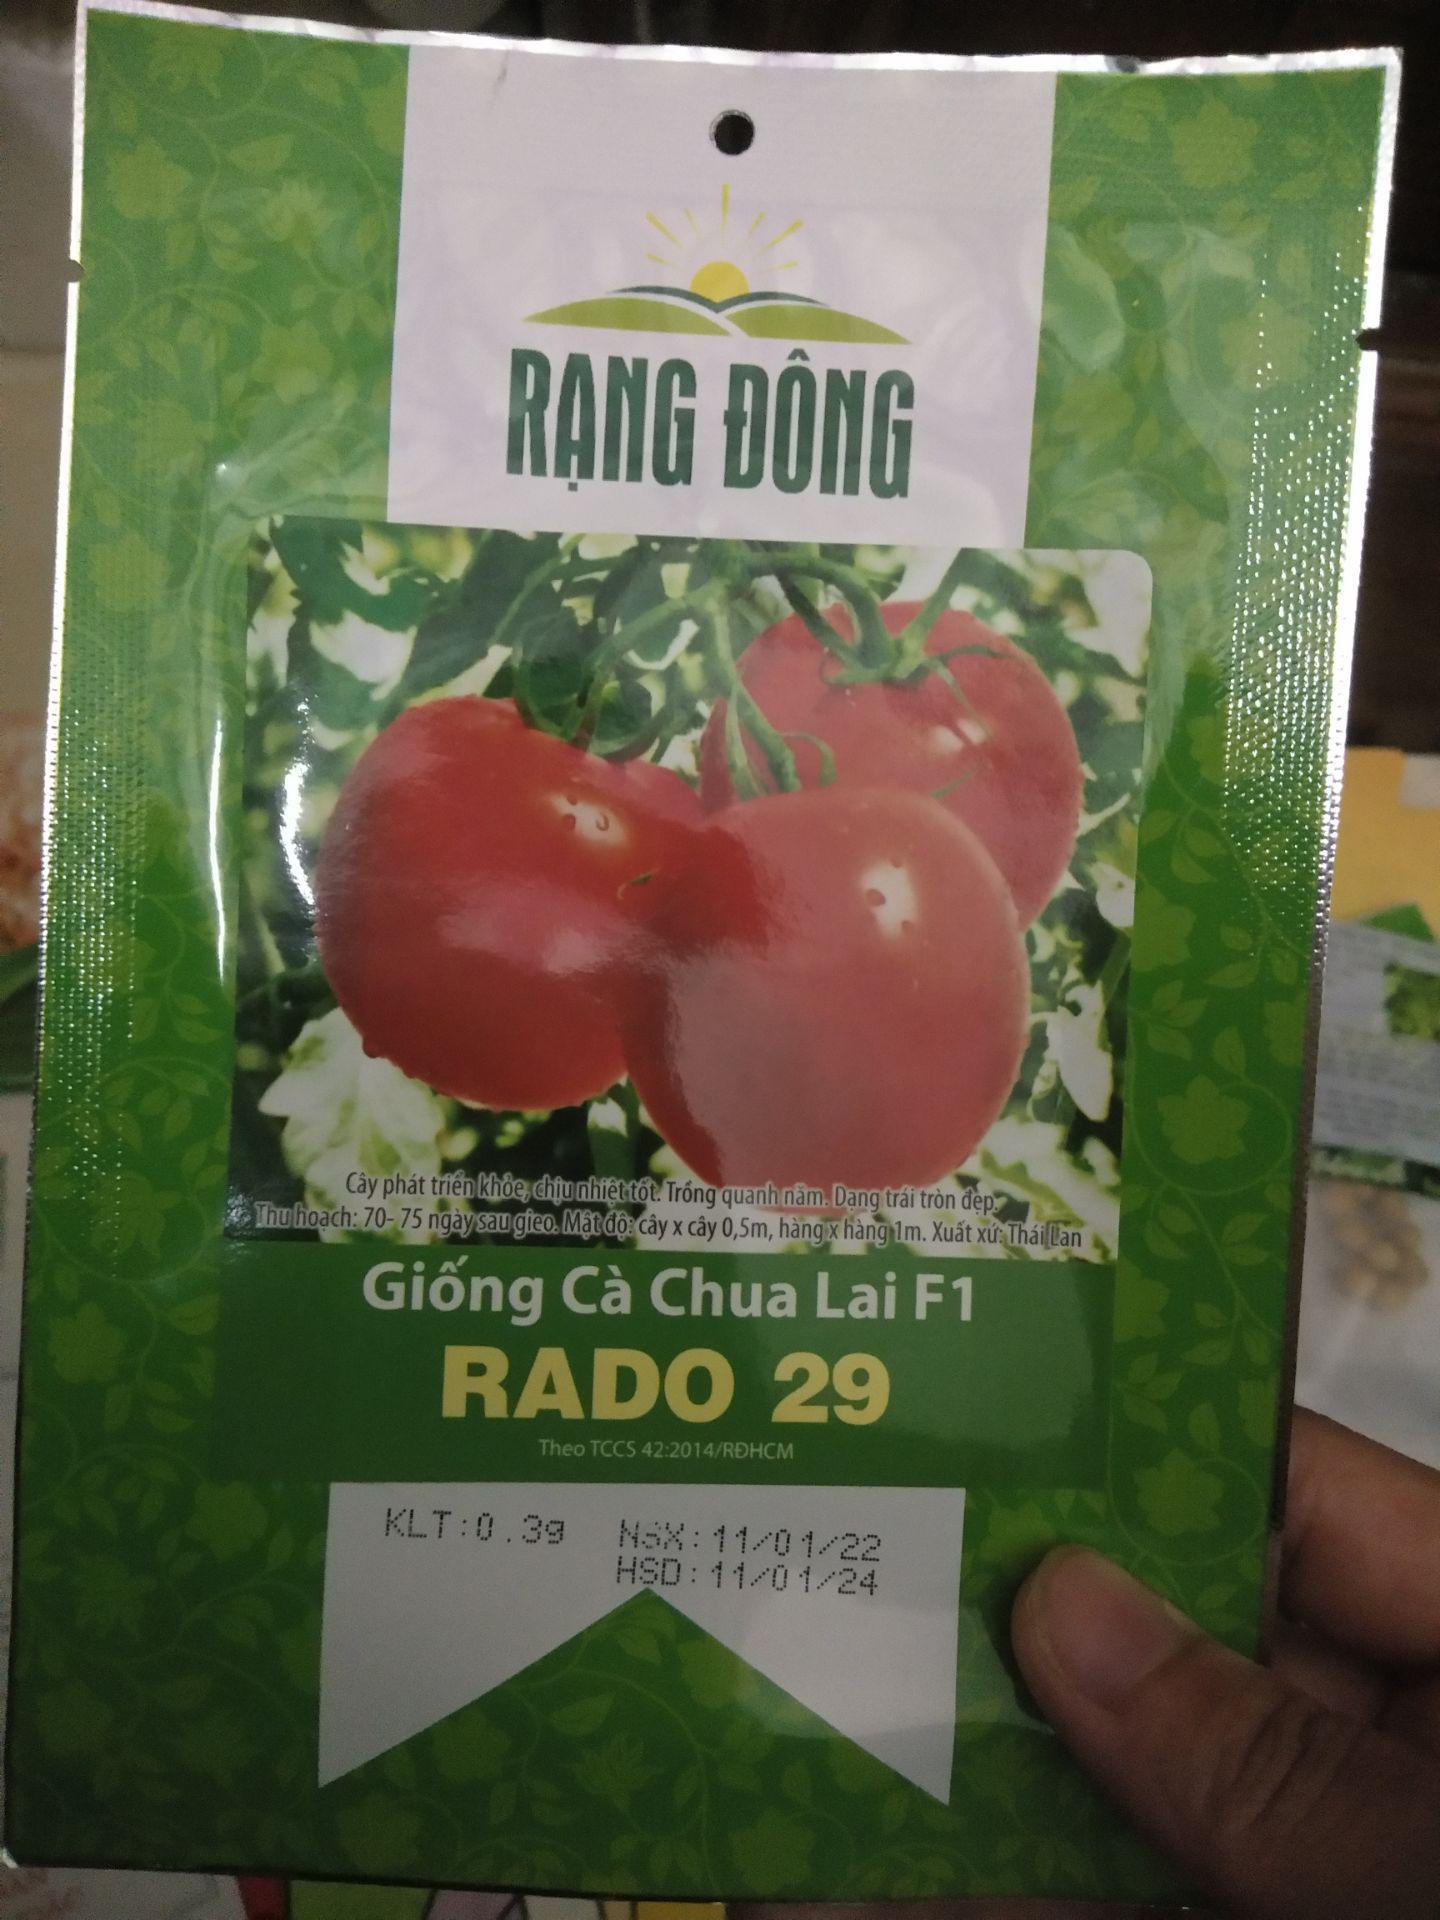 RẠNG ĐÔNG
Cây phát triển khỏe, chịu nhiệt tốt. Trồng quanh năm. Dạng trái tròn đẹp.
Thu hoạch: 70- 75 ngày sau gieo. Mật độ: cây x cây 0,5m, hàng x hàng 1m. Xuất xứ: Thái Lan
Giống Cà Chua Lai F1
RADO 29
Theo TCCS 42:2014/RĐHCM
KLT:0.3g NSX:11/01/22
HSD:11/01/24